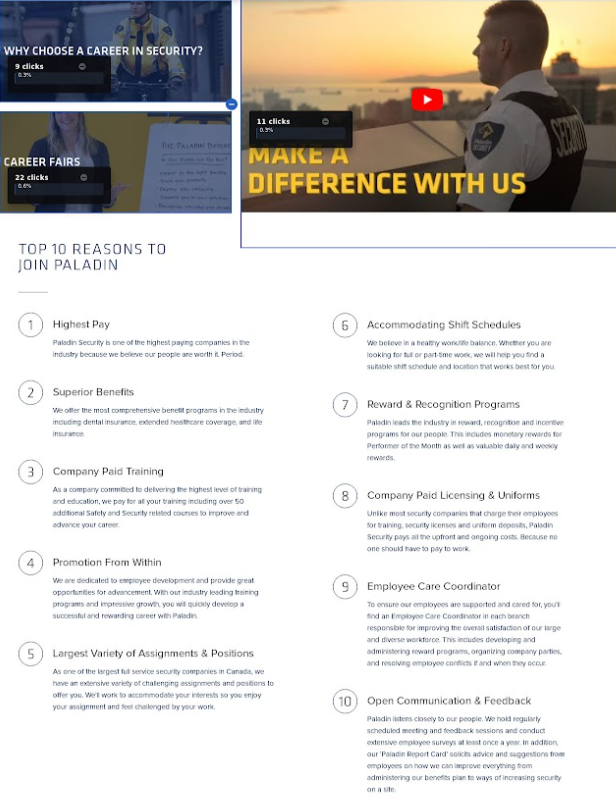 WHY CHOOSE A CAREER IN SECURITY?
9 clicks
0.3%
CAREER FAIRS
22 clicks
0.6%
THE PALADIN
11 clicks
0.3%
MAKE A
DIFFERENCE WITH US
PALADIN
SECURITY
SECURITY
TOP 10 REASONS TO
JOIN PALADIN
1 Highest Pay
Paladin Security is one of the highest paying companies in the
industry because we believe our people are worth it. Period.
2 Superior Benefits
We offer the most comprehensive benefit programs in the industry
including dental insurance, extended healthcare coverage, and life
insurance.
3 Company Paid Training
As a company committed to delivering the highest level of training
and education, we pay for all your training including over 50
additional Safety and Security related courses to improve and
advance your career.
4 Promotion From Within
We are dedicated to employee development and provide great
opportunities for advancement. With our industry leading training
programs and impressive growth, you will quickly develop a
successful and rewarding career with Paladin.
5 Largest Variety of Assignments & Positions
As one of the largest full service security companies in Canada, we
have an extensive variety of challenging assignments and positions to
offer you. We'll work to accommodate your interests so you enjoy
your assignment and feel challenged by your work.
6 Accommodating Shift Schedules
We believe in a healthy work/life balance. Whether you are
looking for full or part-time work, we will help you find a
suitable shift schedule and location that works best for you.
7 Reward & Recognition Programs
Paladin leads the industry in reward, recognition and incentive
programs for our people. This includes monetary rewards for
Performer of the Month as well as valuable daily and weekly
rewards.
8 Company Paid Licensing & Uniforms
Unlike most security companies that charge their employees
for training, security licenses and uniform deposits, Paladin
Security pays all the upfront and ongoing costs. Because no
one should have to pay to work.
9 Employee Care Coordinator
To ensure our employees are supported and cared for, you'll
find an Employee Care Coordinator in each branch
responsible for improving the overall satisfaction of our large
and diverse workforce. This includes developing and
administering reward programs, organizing company parties,
and resolving employee conflicts if and when they occur.
10 Open Communication & Feedback
Paladin listens closely to our people. We hold regularly
scheduled meeting and feedback sessions and conduct
extensive employee surveys at least once a year. In addition,
our 'Paladin Report Card' solicits advice and suggestions from
employees on how we can improve everything from
administering our benefits plan to ways of increasing security
on a site.